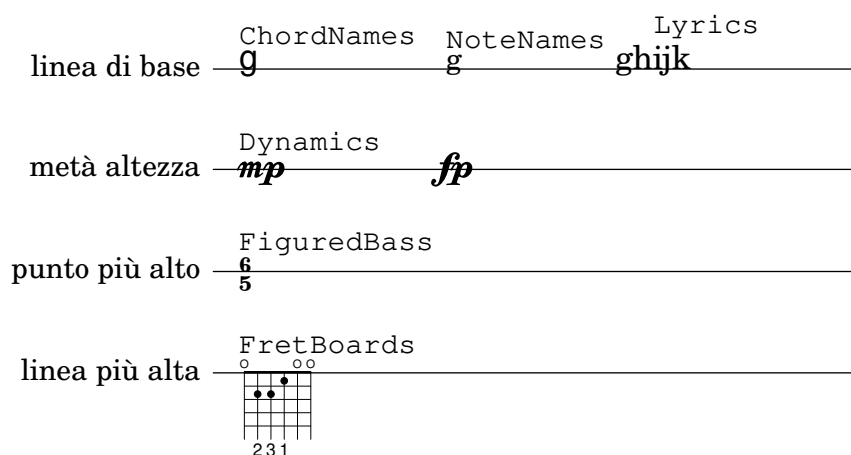 ChordNames NoteNames Lyrics
linea di base g g ghijk
Dynamics
metà altezza mp fp
FiguredBass
punto più alto 6
5
FretBoards
o o o
linea più alta
231